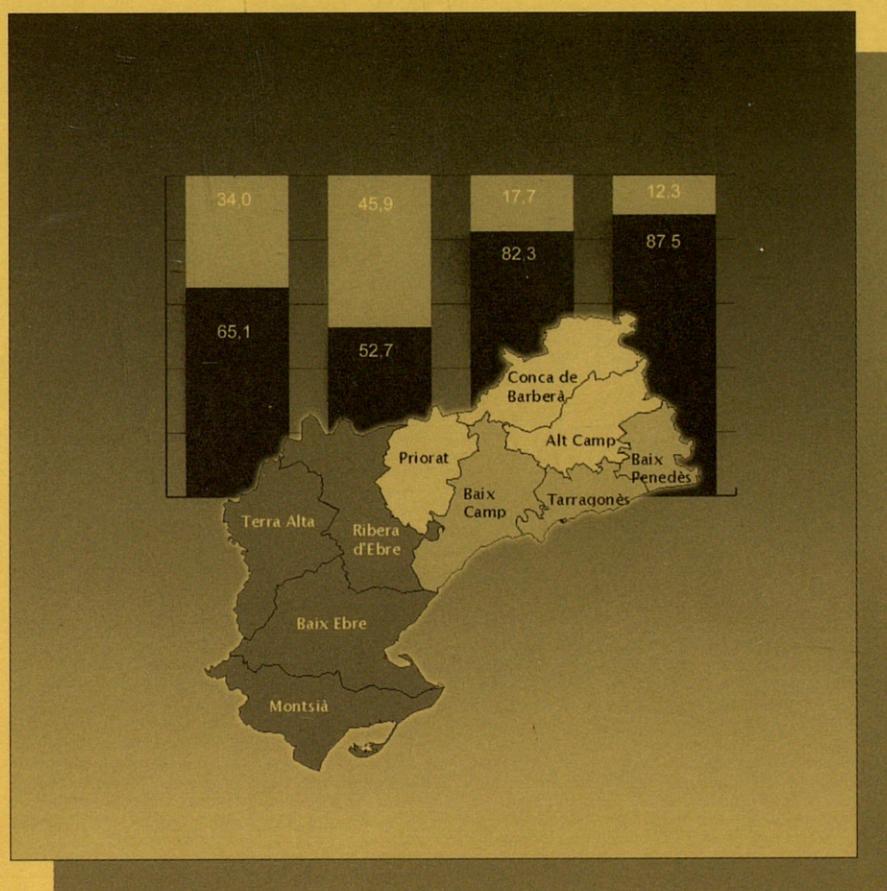 34,0
45,9
17,7
12,3
65,1
52,7
82,3
87,5
Conca de
Barberà
Alt Camp
Priorat
Baix
Penedès
Baix
Camp
Tarragonès
Terra Alta
Ribera
d'Ebre
Baix Ebre
Montsià